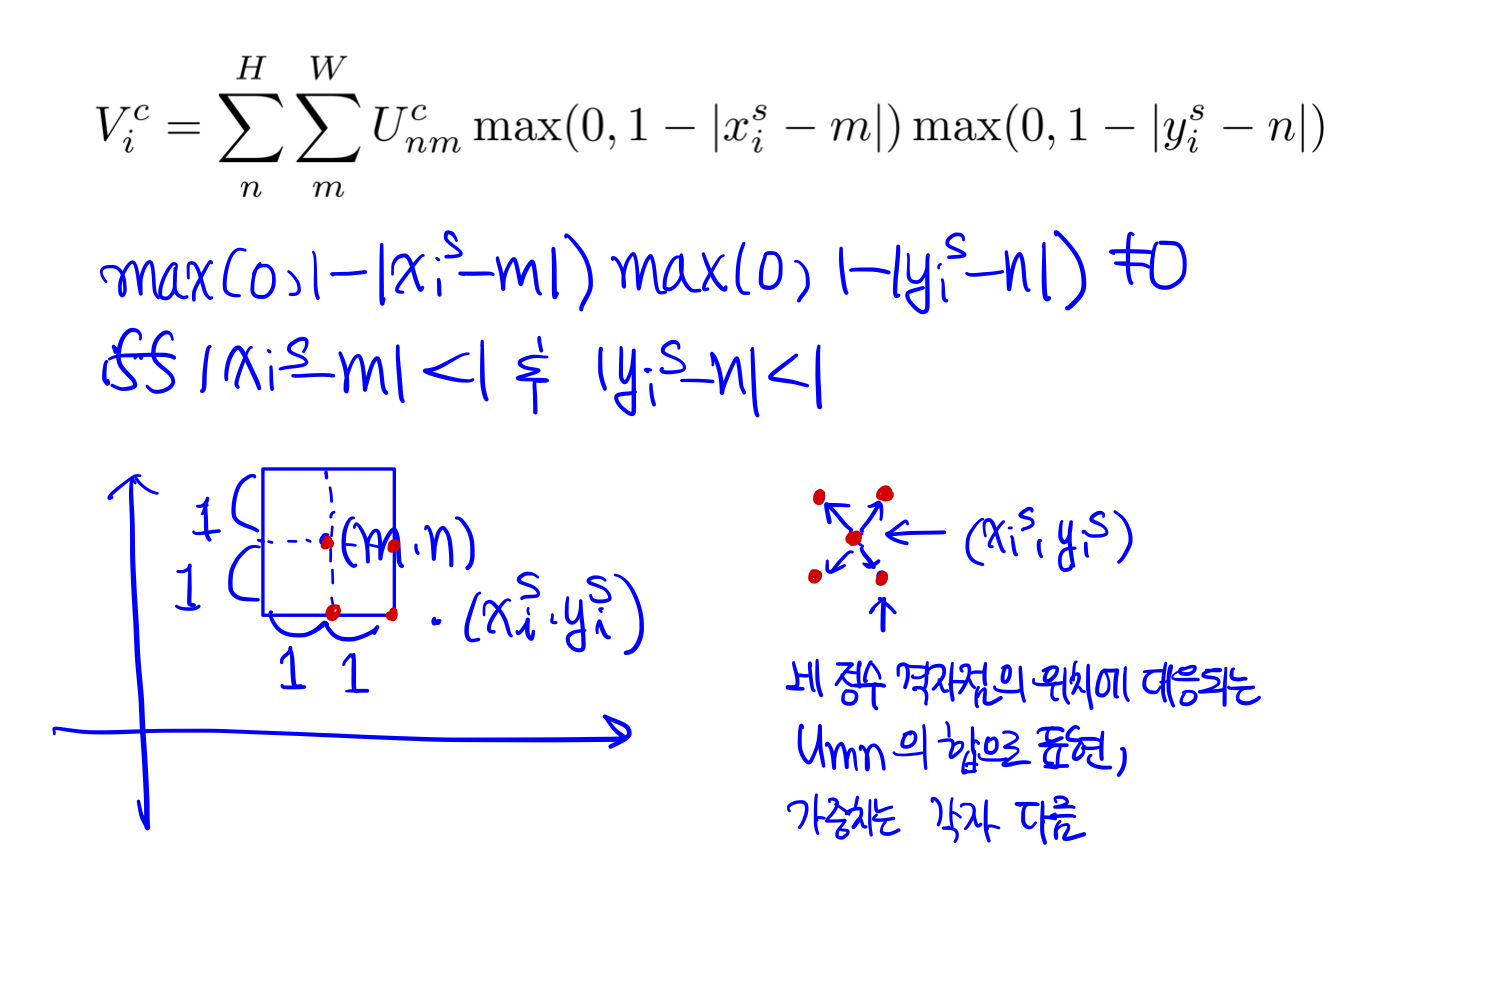 V_i^c = \sum_n^H \sum_m^W U_{nm}^c max(0, 1 − |x_i^s − m|) max(0, 1 − |y_i^s − n|)
max(0, 1−|x_i^s−m|) max(0, 1−|y_i^s−n|) ≠0
iff |x_i^s−m|<1 & |y_i^s−n|<1
1
1
(m, n)
(x_i^s, y_i^s)
1 1
(x_i^s, y_i^s)
네 정수 격자점의 위치에 대응되는
Umn의 합으로 표현,
가중치는 각자 다름